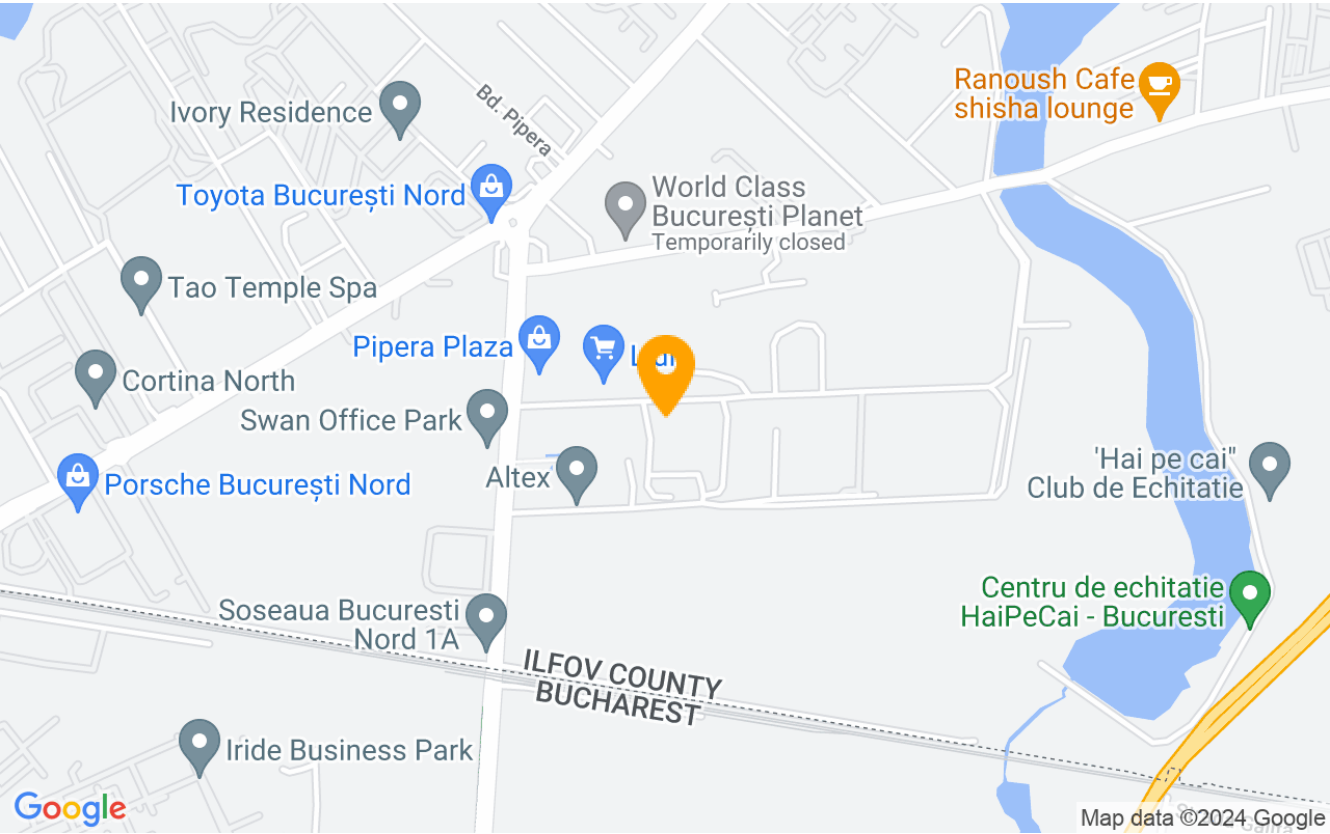 Ranoush Cafe
shisha lounge
Ivory Residence
Bd. Pipera
Toyota București Nord
World Class
București Planet
Temporarily closed
Tao Temple Spa
Pipera Plaza
Cortina North
Swan Office Park
Altex
'Hai pe cai"
Club de Echitatie
Porsche București Nord
Centru de echitatie
HaiPeCai - Bucuresti
Soseaua Bucuresti
Nord 1A
ILFOV COUNTY
BUCHAREST
Iride Business Park
Google
Map data ©2024 Google